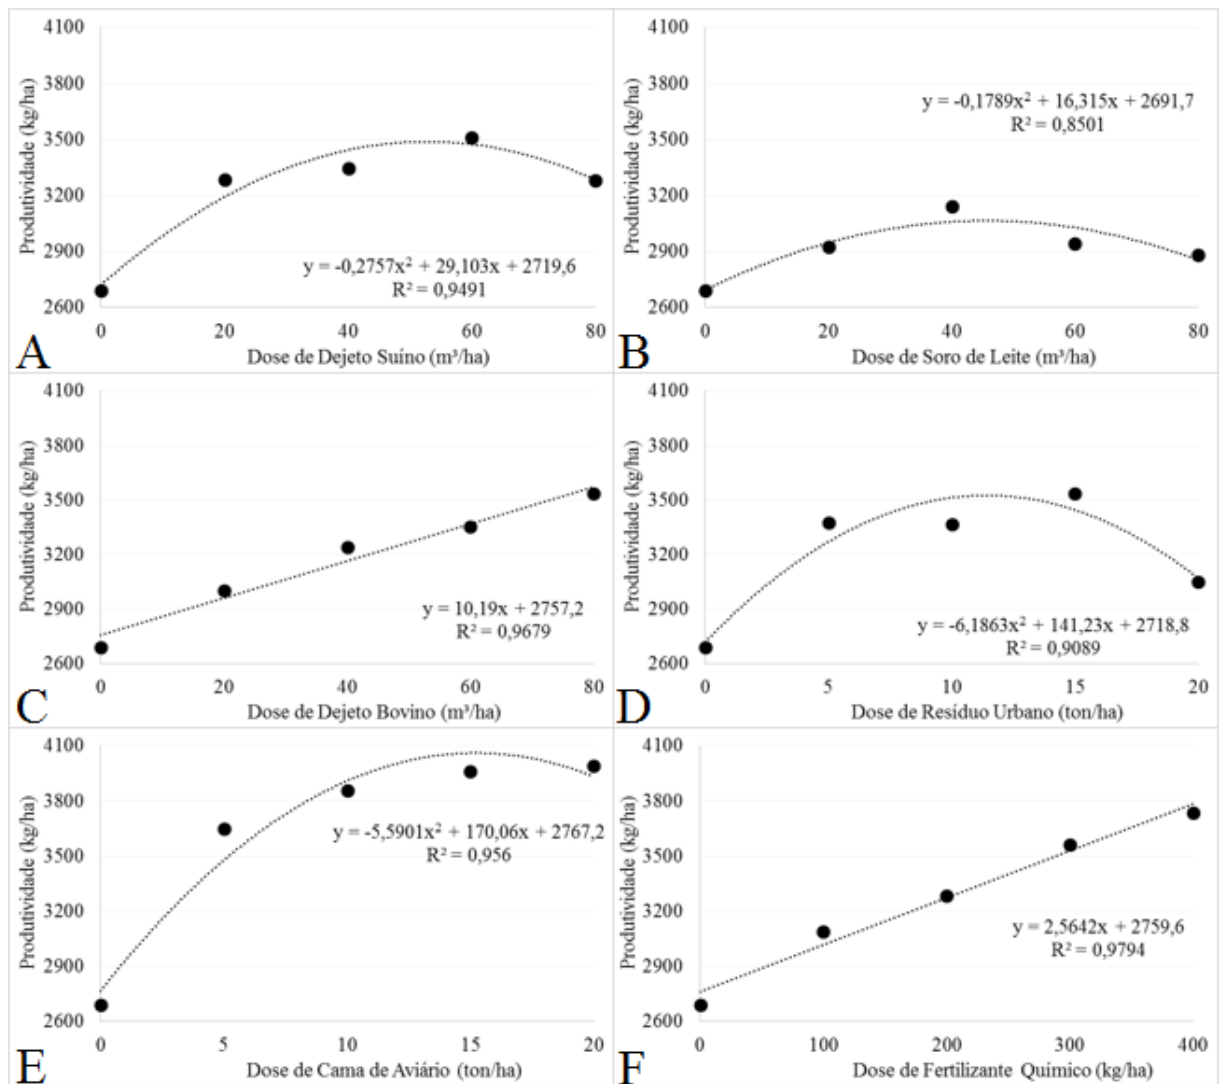 4100
3800
3500
3200
2900
2600
Produtividade (kg/ha)
y = -0,2757x² + 29,103x + 2719,6
R² = 0,9491
0 20 40 60 80
Dose de Dejeto Suíno (m³/ha)
A
4100
3800
3500
3200
2900
2600
Produtividade (kg/ha)
y = -0,1789x² + 16,315x + 2691,7
R² = 0,8501
0 20 40 60 80
Dose de Soro de Leite (m³/ha)
B
4100
3800
3500
3200
2900
2600
Produtividade (kg/ha)
y = 10,19x + 2757,2
R² = 0,9679
0 20 40 60 80
Dose de Dejeto Bovino (m³/ha)
C
4100
3800
3500
3200
2900
2600
Produtividade (kg/ha)
y = -6,1863x² + 141,23x + 2718,8
R² = 0,9089
0 5 10 15 20
Dose de Resíduo Urbano (ton/ha)
D
4100
3800
3500
3200
2900
2600
Produtividade (kg/ha)
y = -5,5901x² + 170,06x + 2767,2
R² = 0,956
0 5 10 15 20
Dose de Cama de Aviário (ton/ha)
E
4100
3800
3500
3200
2900
2600
Produtividade (kg/ha)
y = 2,5642x + 2759,6
R² = 0,9794
0 100 200 300 400
Dose de Fertilizante Químico (kg/ha)
F